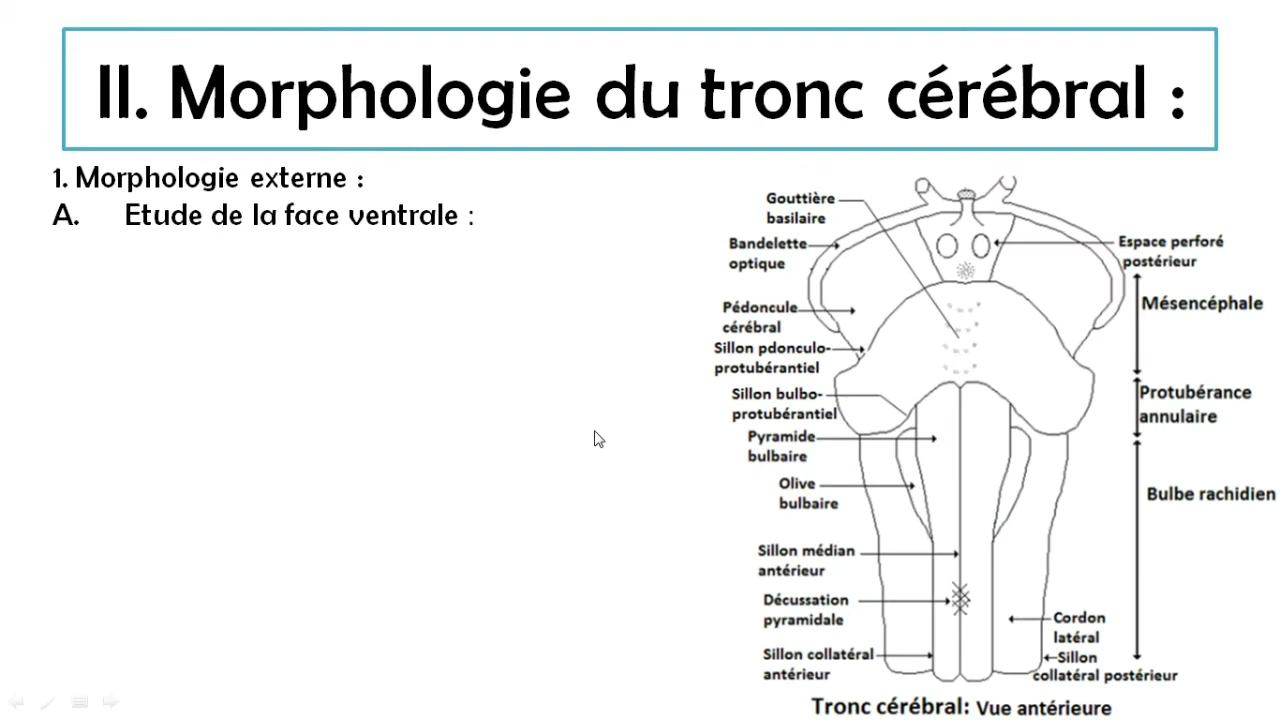 II. Morphologie du tronc cérébral :
1. Morphologie externe :
A. Etude de la face ventrale :
Gouttière
basilaire
Bandelette
optique
Pédoncule
cérébral
Sillon pdonculo-
protubérantiel
Sillon bulbo-
protubérantiel
Pyramide
bulbaire
Olive
bulbaire
Sillon médian
antérieur
Décussation
pyramidale
Sillon collatéral
antérieur
Espace perforé
postérieur
Mésencéphale
Protubérance
annulaire
Bulbe rachidien
Cordon
latéral
Sillon
collatéral postérieur
Tronc cérébral: Vue antérieure